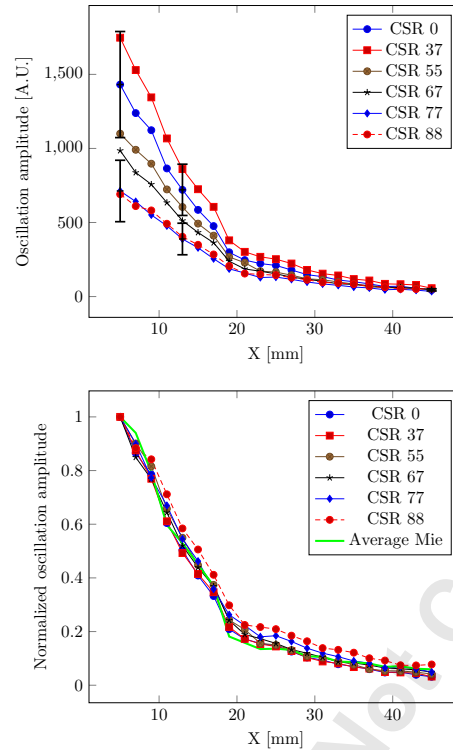 CSR 0
CSR 37
CSR 55
CSR 67
CSR 77
CSR 88
Oscillation amplitude [A.U.]
1,500
1,000
500
0
10 20 30 40
X [mm]
CSR 0
CSR 37
CSR 55
CSR 67
CSR 77
CSR 88
Average Mie
Normalized oscillation amplitude
1
0.8
0.6
0.4
0.2
0
10 20 30 40
X [mm]
Not C